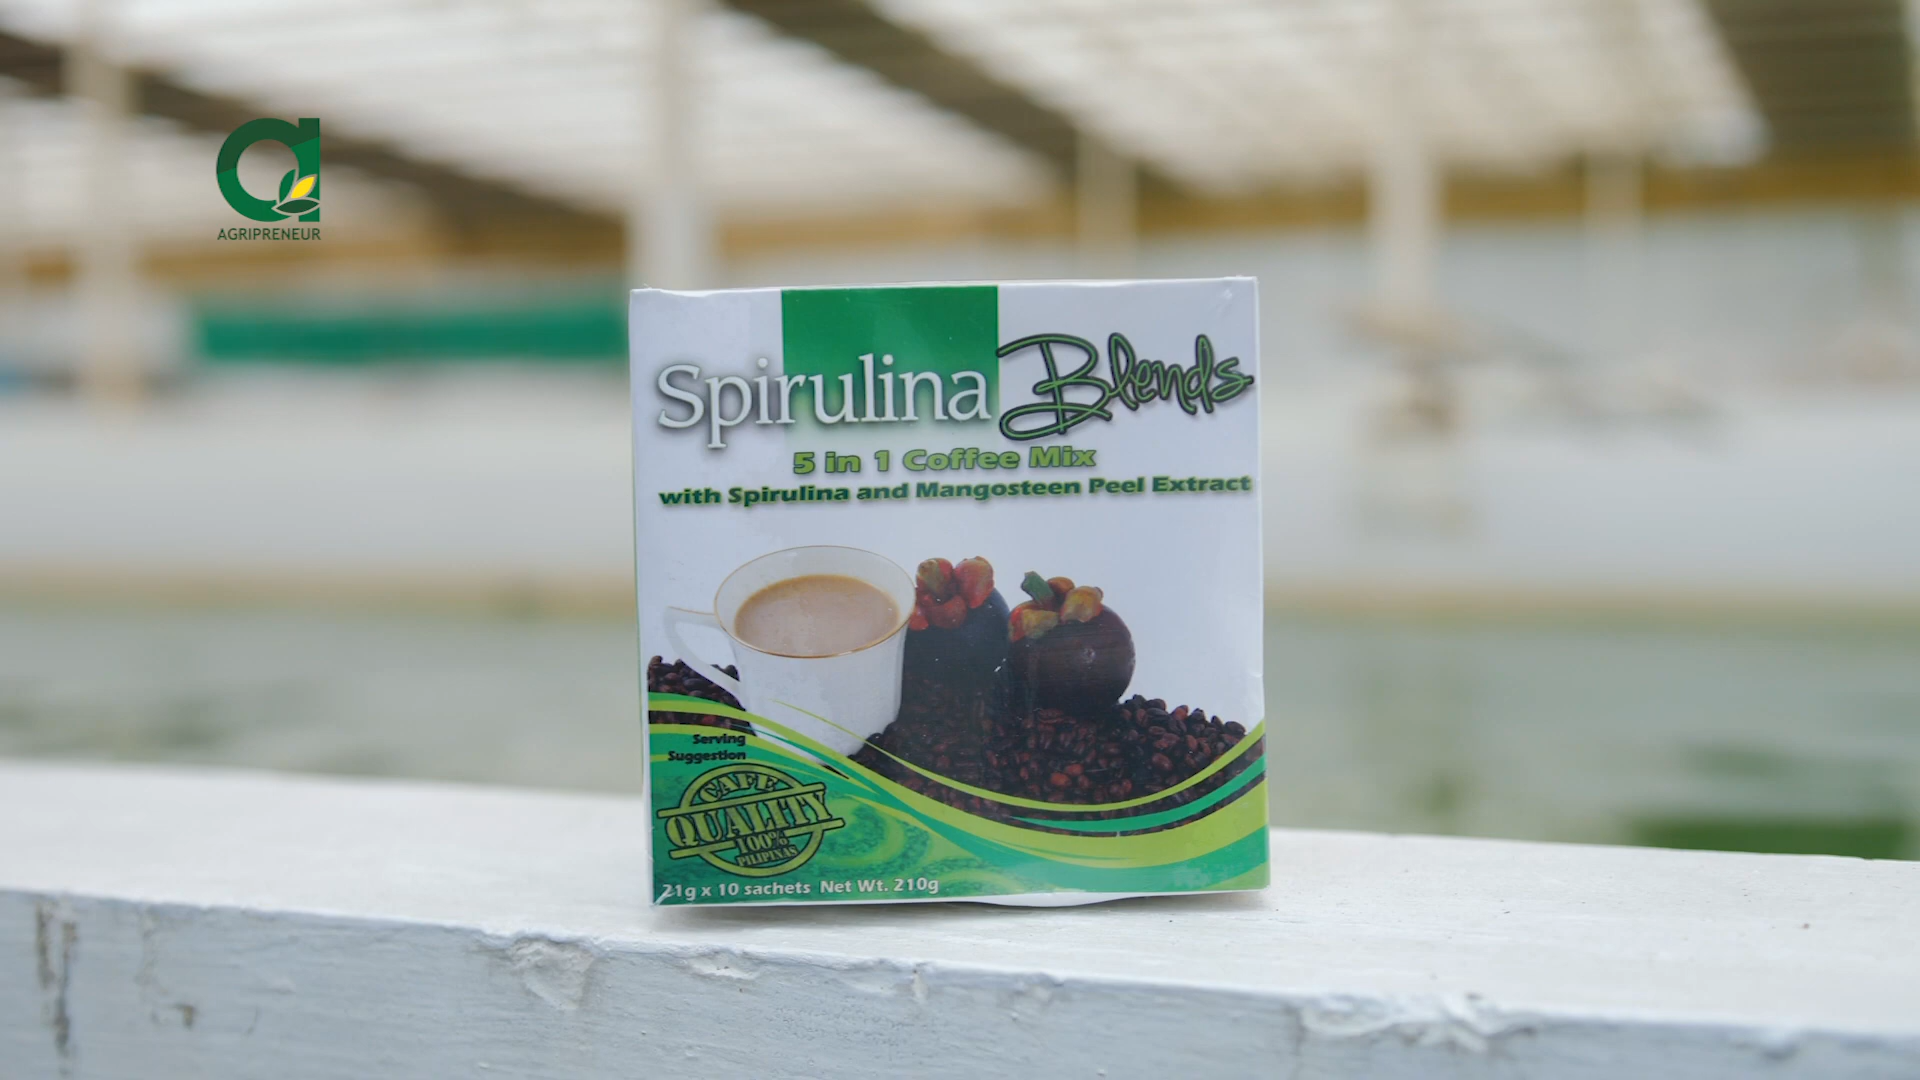 AGRIPRENEUR
Spirulina Blends
5 in 1 Coffee Mix
with Spirulina and Mangosteen Peel Extract
Serving
Suggestion
CAFE
QUALITY
100%
PILIPINAS
21g x 10 sachets Net Wt. 210g